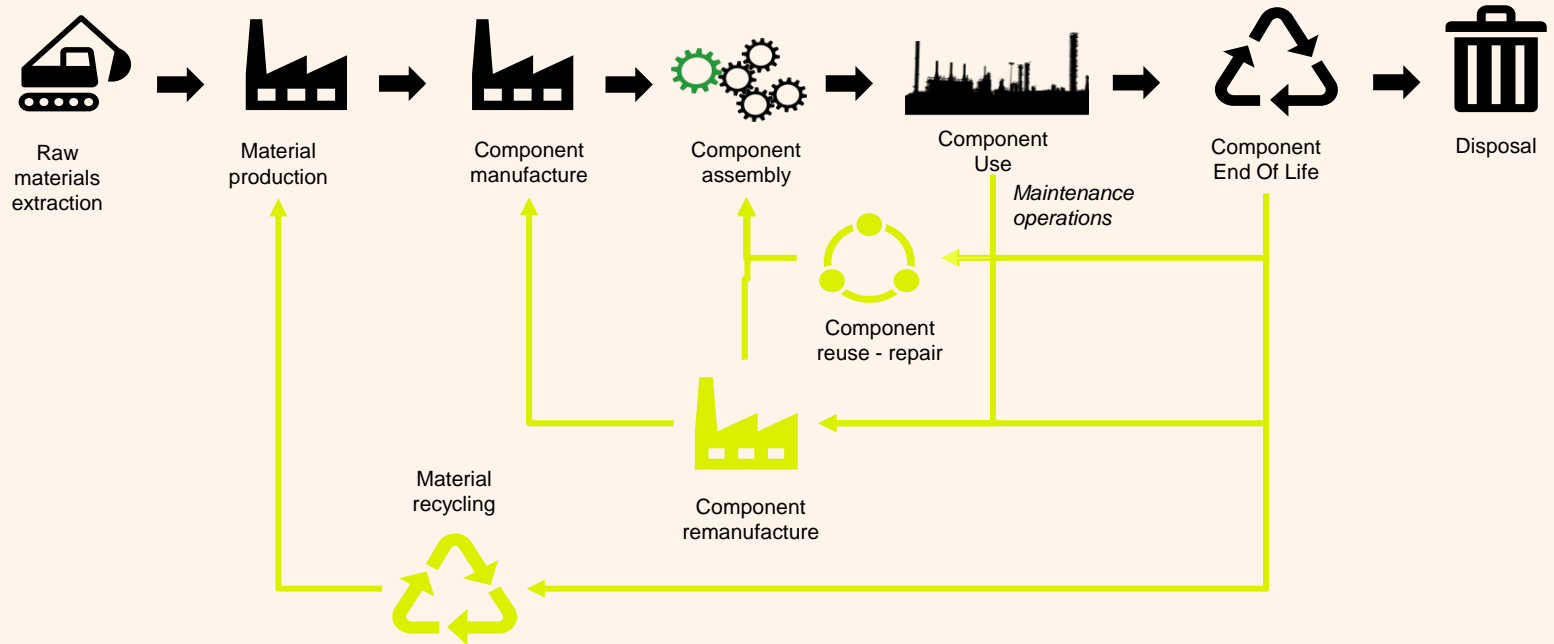 Raw
materials
extraction
Material
production
Component
manufacture
Component
assembly
Component
Use
Component
End Of Life
Disposal
Maintenance
operations
Component
reuse - repair
Component
remanufacture
Material
recycling